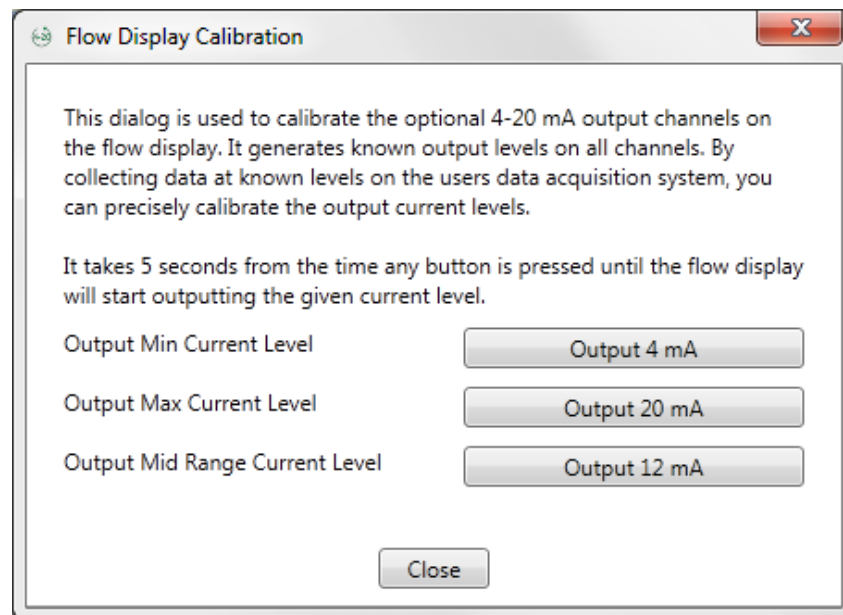 Flow Display Calibration
This dialog is used to calibrate the optional 4-20 mA output channels on
the flow display. It generates known output levels on all channels. By
collecting data at known levels on the users data acquisition system, you
can precisely calibrate the output current levels.
It takes 5 seconds from the time any button is pressed until the flow display
will start outputting the given current level.
Output Min Current Level
Output 4 mA
Output Max Current Level
Output 20 mA
Output Mid Range Current Level
Output 12 mA
Close